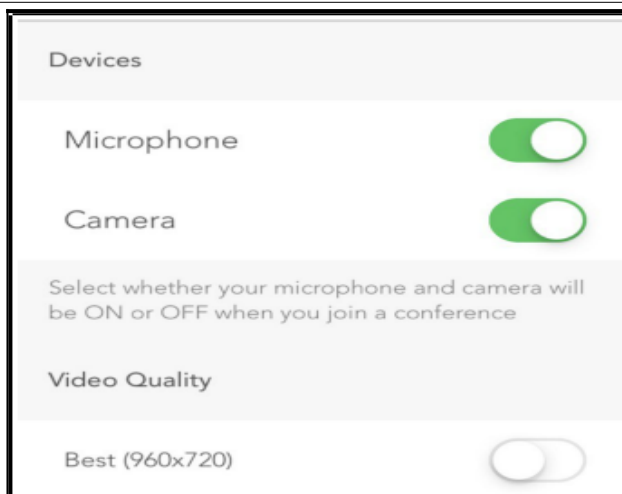 Devices
Microphone
Camera
Select whether your microphone and camera will
be ON or OFF when you join a conference
Video Quality
Best (960x720)